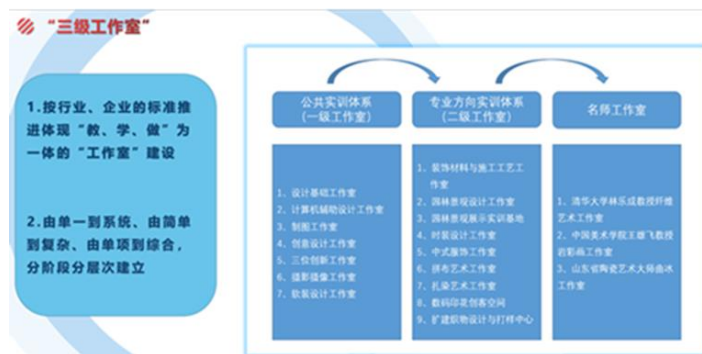 “三级工作室”
1.按行业、企业的标准推
进体现“教、学、做”为
一体的“工作室”建设
2.由单一到系统、由简单
到复杂、由单项到综合，
分阶段分层次建立
公共实训体系
（一级工作室）
1、设计基础工作室
2、计算机辅助设计工作室
3、制图工作室
4、创意设计工作室
5、三位创新工作室
6、摄影摄像工作室
7、软装设计工作室
专业方向实训体系
（二级工作室）
1、装饰材料与施工工艺工
作室
2、园林景观设计工作室
3、园林景观展示实训基地
4、时装设计工作室
5、中式服饰工作室
6、拼布艺术工作室
7、扎染艺术工作室
8、数码印花创客空间
9、扩建织物设计与打样中心
名师工作室
1、清华大学林乐成教授纤维
艺术工作室
2、中国美术学院王雄飞教授
岩彩画工作室
3、山东省陶瓷艺术大师曲冰
工作室